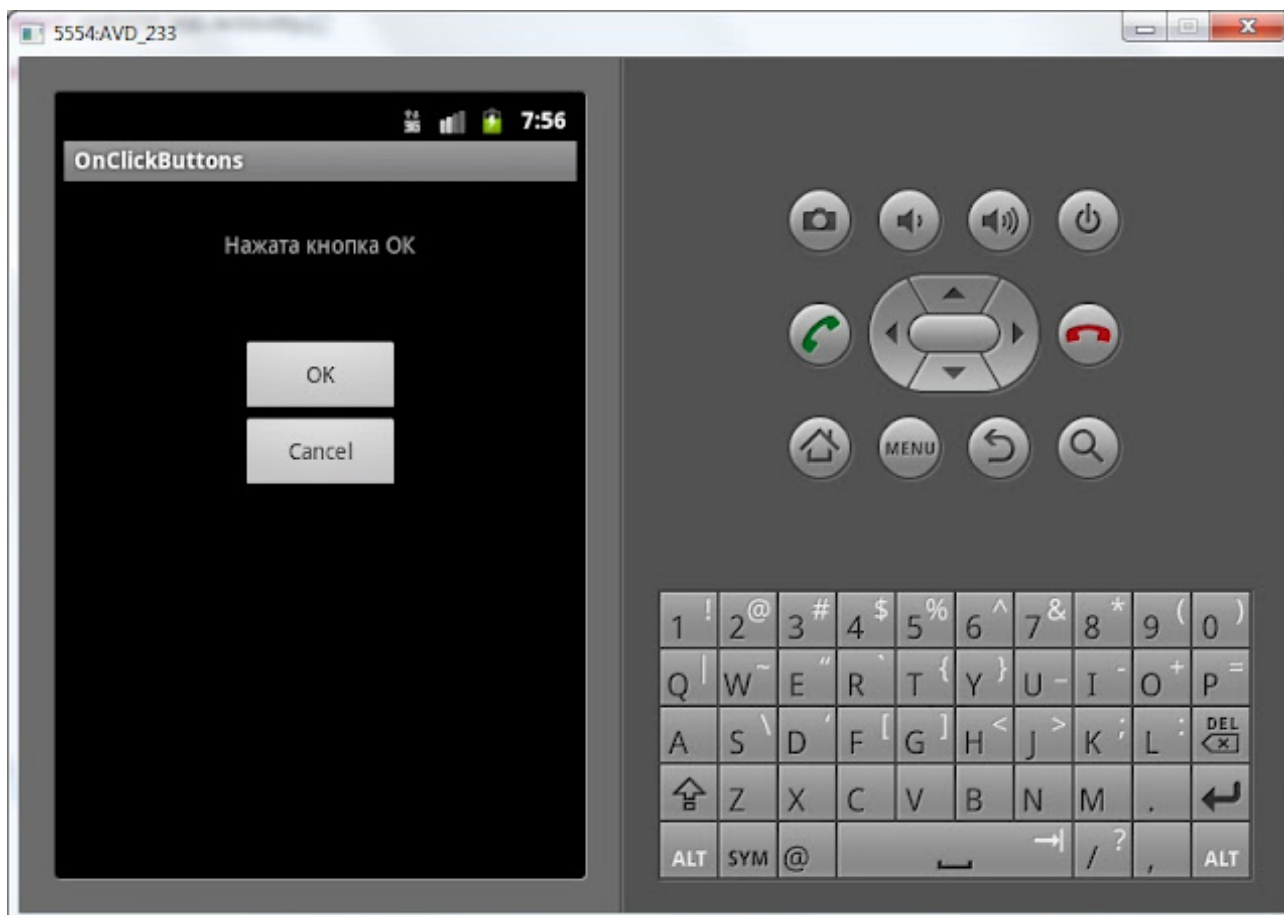 5554:AVD_233
3G 7:56
OnClickButtons
Нажата кнопка ОК
OK
Cancel
MENU
1 ! 2 @ 3 # 4 $ 5 % 6 ^ 7 & 8 * 9 ( 0 )
Q | W ~ E " R ` T { Y } U _ I - O + P =
A S \ D ' F [ G ] H < J > K ; L : DEL
Z X C V B N M .
ALT SYM @ / ? , ALT